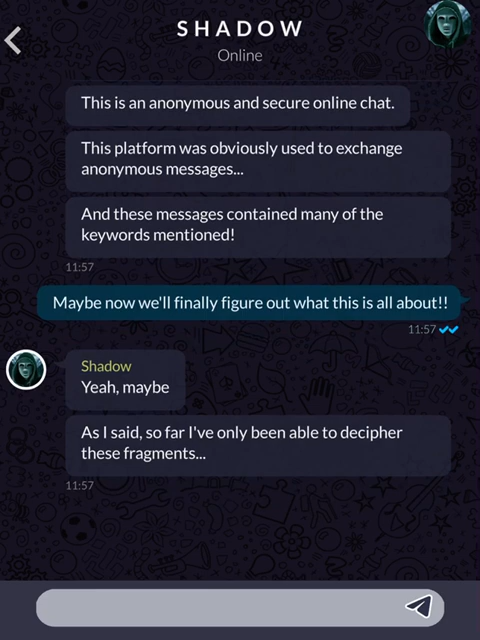 SHADOW
Online
This is an anonymous and secure online chat.
This platform was obviously used to exchange
anonymous messages...
And these messages contained many of the
keywords mentioned!
11:57
Maybe now we'll finally figure out what this is all about!!
11:57
Shadow
Yeah, maybe
As I said, so far I've only been able to decipher
these fragments...
11:57